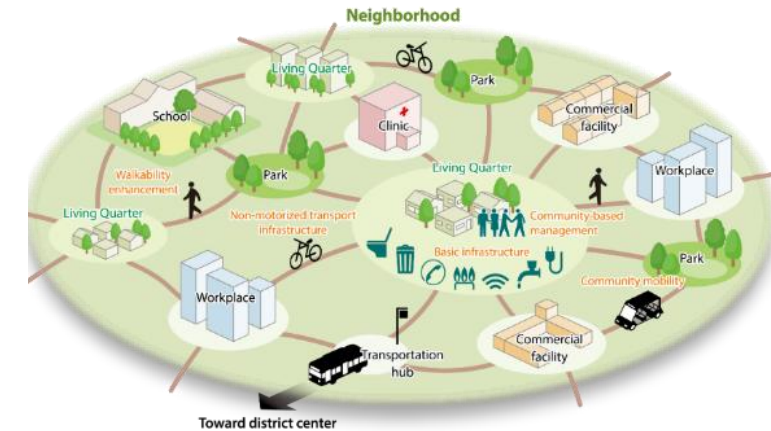 Neighborhood
Living Quarter
Park
School
Clinic
Commercial
facility
Walkability
enhancement
Park
Living Quarter
Workplace
Living Quarter
Non-motorized transport
infrastructure
Community-based
management
Basic infrastructure
Park
Community mobility
Workplace
Transportation
hub
Commercial
facility
Toward district center